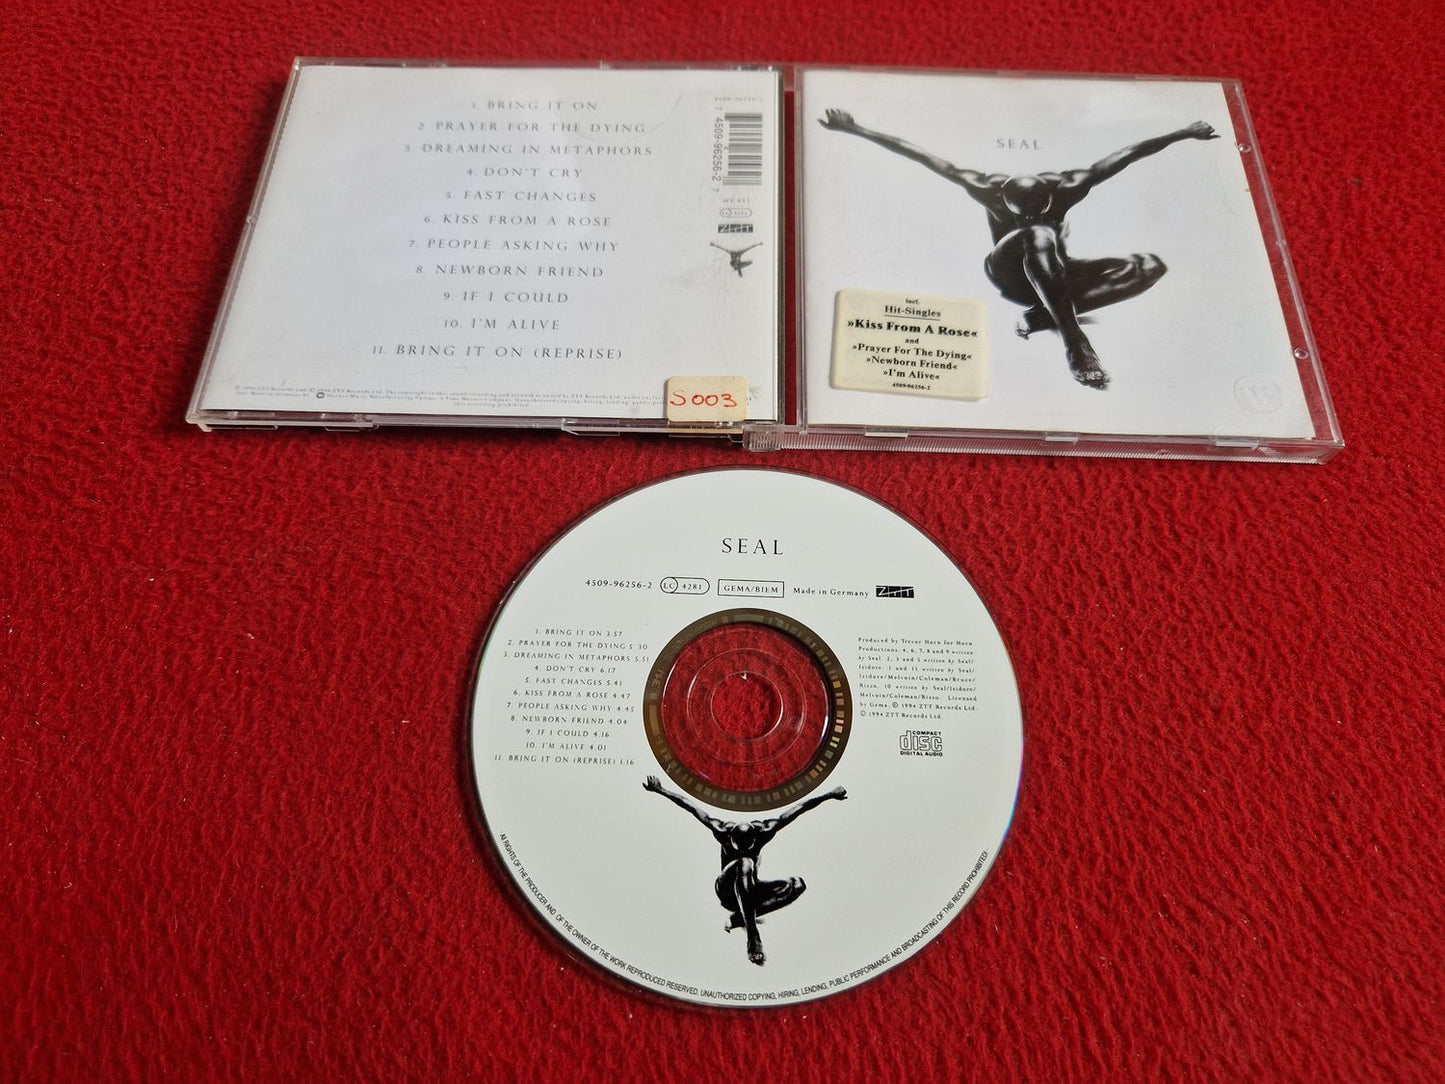 1. BRING IT ON
2. PRAYER FOR THE DYING
3. DREAMING IN METAPHORS
4. DON'T CRY
5. FAST CHANGES
6. KISS FROM A ROSE
7. PEOPLE ASKING WHY
8. NEWBORN FRIEND
9. IF I COULD
10. I'M ALIVE
11. BRING IT ON (REPRISE)
4509-96256-2
7 4509-96256-2 7
WE 833
LC 4281
ZTT
S003
SEAL
incl.
Hit-Singles
»Kiss From A Rose«
and
»Prayer For The Dying«
»Newborn Friend«
»I'm Alive«
4509-96256-2
SEAL
4509-96256-2 LC 4281 GEMA/BIEM Made in Germany ZTT
1. BRING IT ON 3.57
2. PRAYER FOR THE DYING 5 30
3. DREAMING IN METAPHORS 5.51
4. DON'T CRY 6.17
5. FAST CHANGES 5.41
6. KISS FROM A ROSE 4.47
7. PEOPLE ASKING WHY 4.45
8. NEWBORN FRIEND 4.04
9. IF I COULD 4.16
10. I'M ALIVE 4.01
11. BRING IT ON (REPRISE) 1.16
Produced by Trevor Horn for Horn
Productions. 4, 6, 7, 8 and 9 written
by Seal. 2, 3 and 5 written by Seal/
Isidore. 1 and 11 written by Seal/
Isidore/Melvoin/Coleman/Bruce/
Rizzo. 10 written by Seal/Isidore/
Melvoin/Coleman/Rizzo. Licensed
by Gema. ℗ 1994 ZTT Records Ltd.
© 1994 ZTT Records Ltd.
COMPACT
disc
DIGITAL AUDIO
All RIGHTS OF THE PRODUCER AND OF THE OWNER OF THE WORK REPRODUCED RESERVED. UNAUTHORIZED COPYING, HIRING, LENDING, PUBLIC PERFORMANCE AND BROADCASTING OF THIS RECORD PROHIBITED!